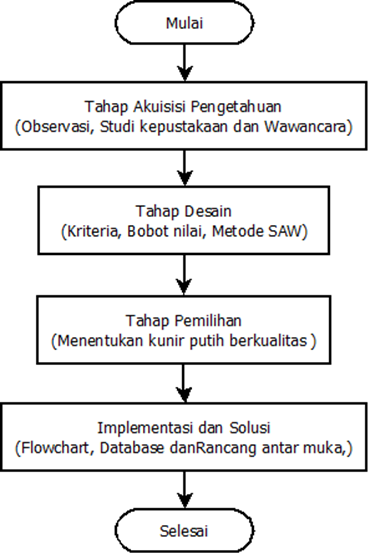 Mulai
Tahap Akuisisi Pengetahuan
(Observasi, Studi kepustakaan dan Wawancara)
Tahap Desain
(Kriteria, Bobot nilai, Metode SAW)
Tahap Pemilihan
(Menentukan kunir putih berkualitas )
Implementasi dan Solusi
(Flowchart, Database danRancang antar muka,)
Selesai